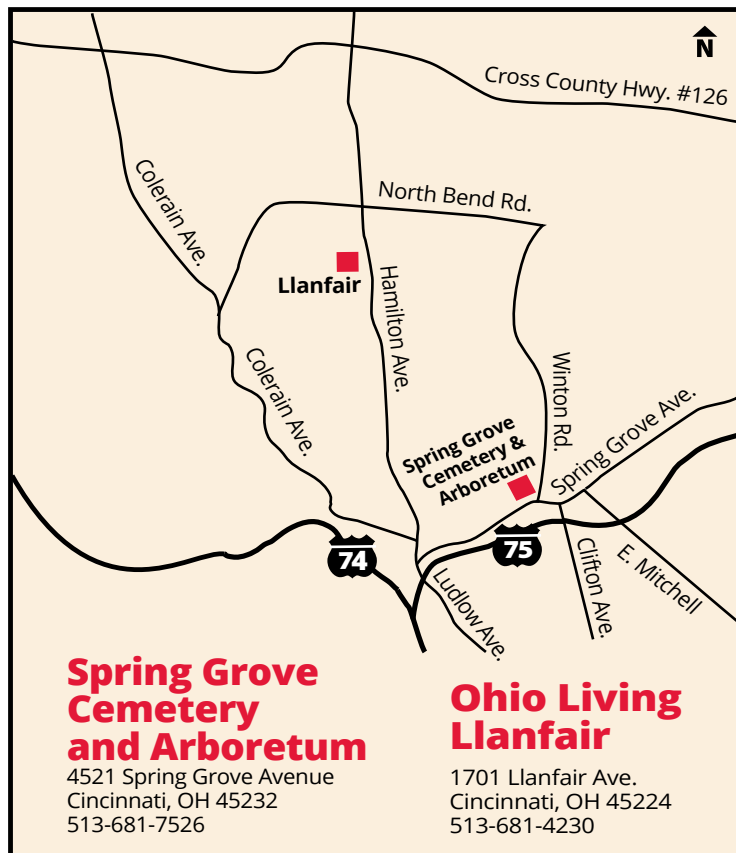 N
Cross County Hwy. #126
Colerain Ave.
North Bend Rd.
Llanfair
Hamilton Ave.
Colerain Ave.
Winton Rd.
Spring Grove
Cemetery &
Arboretum
Spring Grove Ave.
74
75
Ludlow Ave.
Clifton Ave.
E. Mitchell
Spring Grove
Cemetery
and Arboretum
4521 Spring Grove Avenue
Cincinnati, OH 45232
513-681-7526
Ohio Living
Llanfair
1701 Llanfair Ave.
Cincinnati, OH 45224
513-681-4230